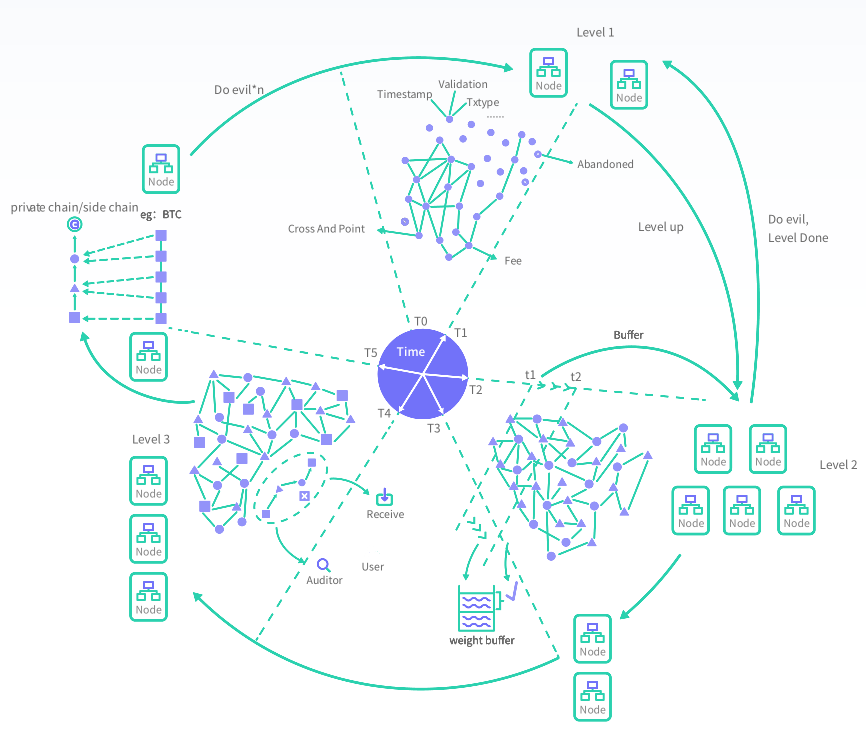 Level 1
Node
Node
Do evil*n
Validation
Timestamp
Txtype
......
Abandoned
Node
private chain/side chain
eg: BTC
Cross And Point
Fee
Level up
Do evil,
Level Done
T0
T1
T2
T3
T4
T5
Time
Buffer
t1
t2
Node
Level 3
Node
Node
Node
Receive
Auditor
User
weight buffer
Node
Node
Level 2
Node
Node
Node
Node
Node